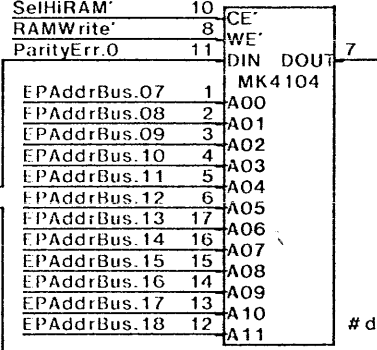 SelHiRAM' 10 CE'
RAMWrite' 8 WE'
ParityErr.0 11 DIN DOUT 7
MK4104
EPAddrBus.07 1 A00
EPAddrBus.08 2 A01
EPAddrBus.09 3 A02
EPAddrBus.10 4 A03
EPAddrBus.11 5 A04
EPAddrBus.12 6 A05
EPAddrBus.13 17 A06
EPAddrBus.14 16 A07
EPAddrBus.15 15 A08
EPAddrBus.16 14 A09
EPAddrBus.17 13 A10
EPAddrBus.18 12 A11
# d